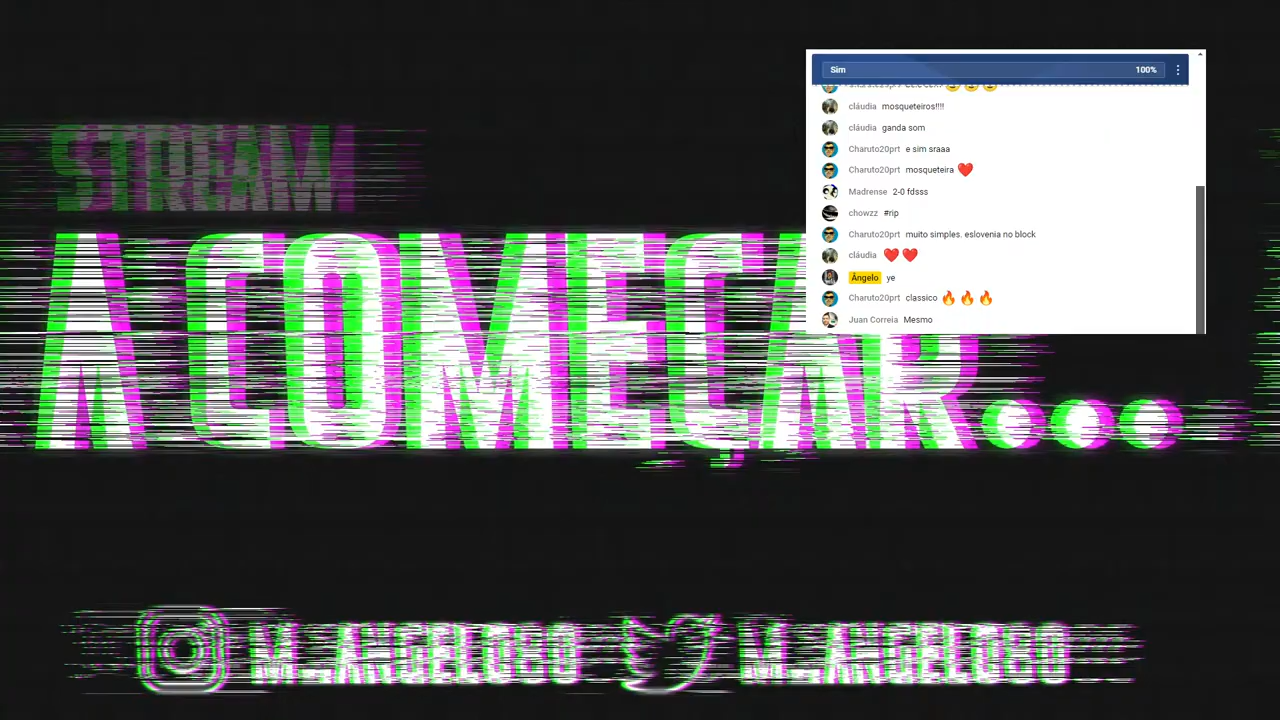 STREAM
A COMEÇAR...
Sim 100%
cláudia mosqueteiros!!!!
cláudia ganda som
Charuto20prt e sim sraaa
Charuto20prt mosqueteira ❤️
Madrense 2-0 fdsss
chowzz #rip
Charuto20prt muito simples. eslovenia no block
cláudia ❤️ ❤️
Ângelo ye
Charuto20prt classico 🔥 🔥 🔥
Juan Correia Mesmo